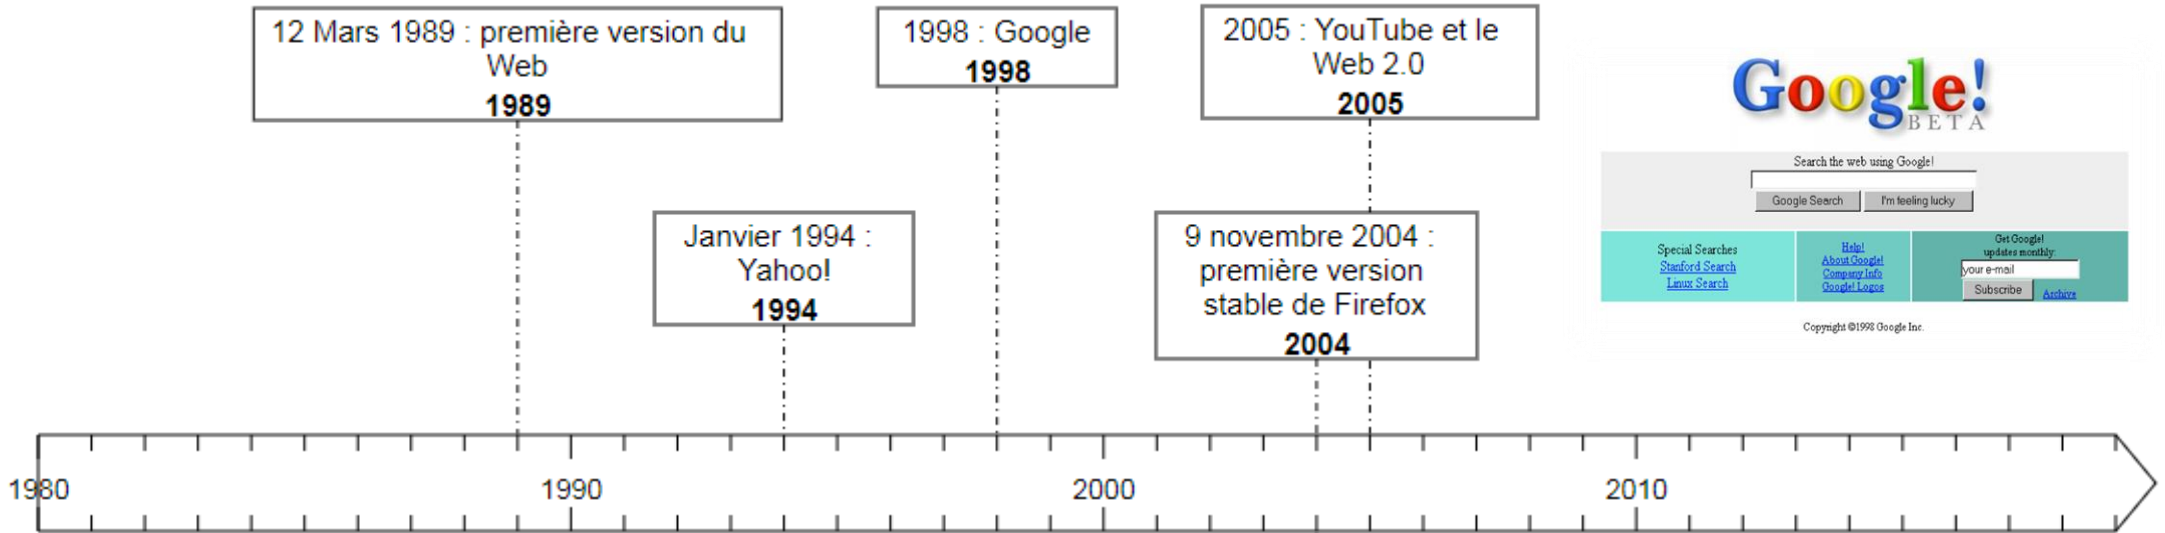 12 Mars 1989 : première version du
Web
1989
1998 : Google
1998
2005 : YouTube et le
Web 2.0
2005
Janvier 1994 :
Yahoo!
1994
9 novembre 2004 :
première version
stable de Firefox
2004
1980
1990
2000
2010
Google!
BETA
Search the web using Google!
Google Search
I'm feeling lucky
Special Searches
Stanford Search
Linux Search
Help!
About Google!
Company Info
Google! Logos
Get Google!
updates monthly:
your e-mail
Subscribe
Archive
Copyright ©1998 Google Inc.